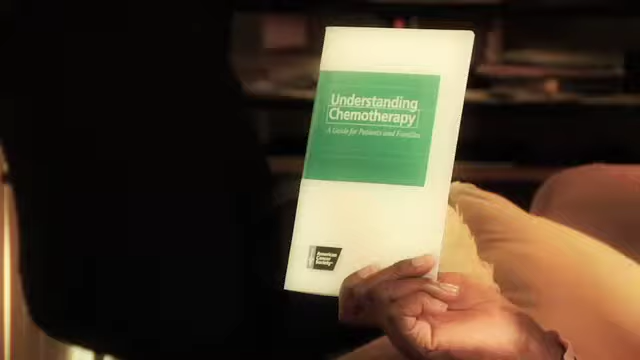 Understanding
Chemotherapy
A Guide for Patients and Families
American
Cancer
Society